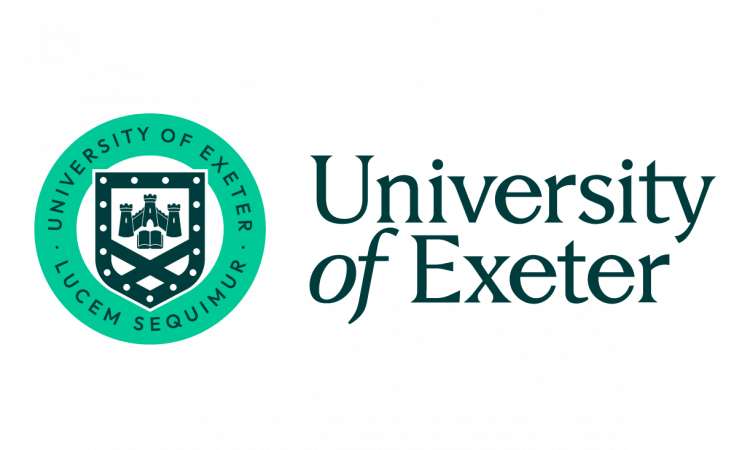 UNIVERSITY OF EXETER
· LUCEM SEQUIMUR ·
University
of Exeter